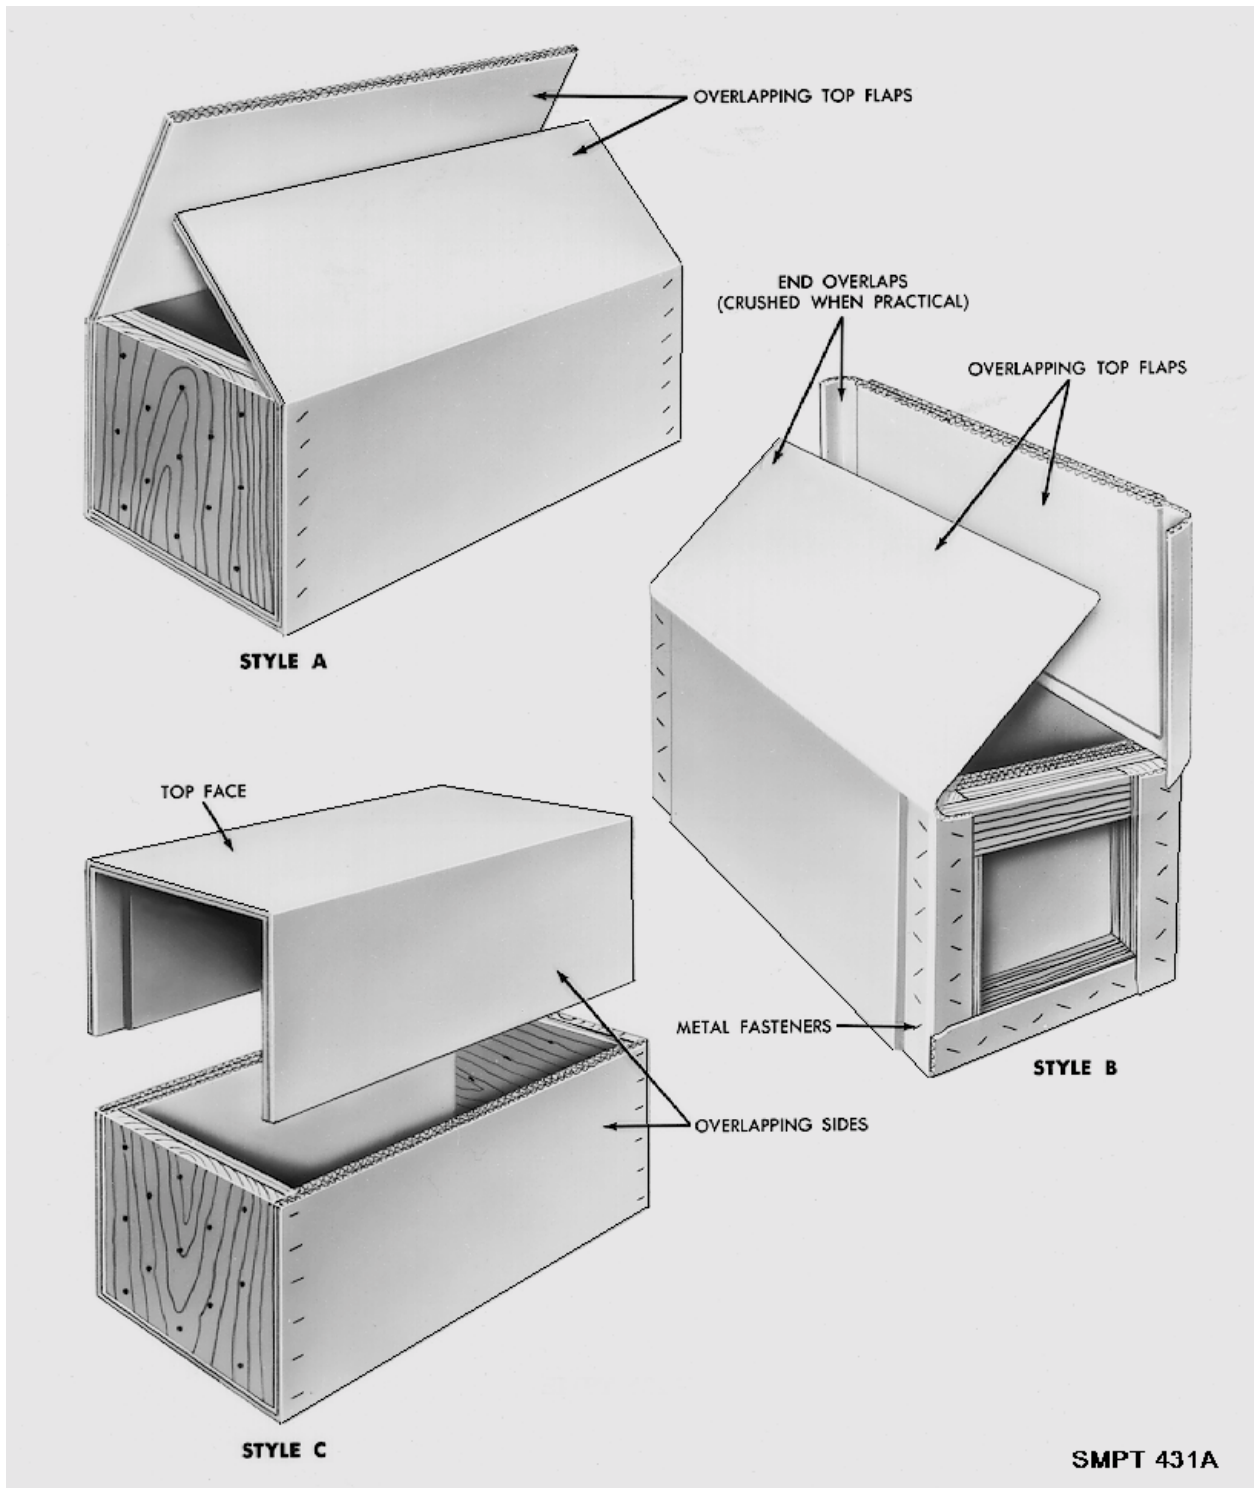 OVERLAPPING TOP FLAPS
END OVERLAPS
(CRUSHED WHEN PRACTICAL)
OVERLAPPING TOP FLAPS
STYLE A
TOP FACE
METAL FASTENERS
STYLE B
OVERLAPPING SIDES
STYLE C
SMPT 431A